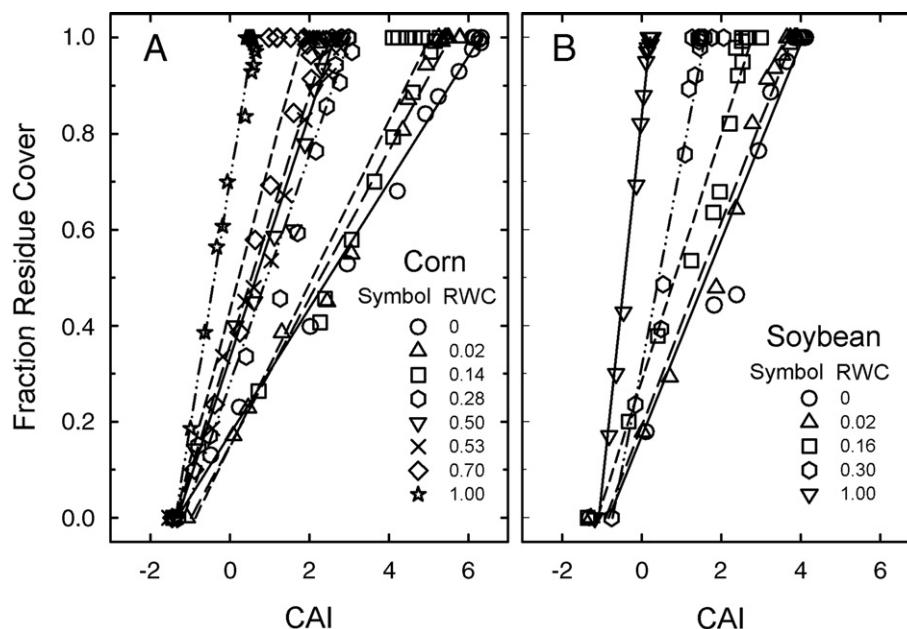 A
B
1.0
0.8
0.6
0.4
0.2
0.0
Fraction Residue Cover
Corn
Symbol RWC
0
0.02
0.14
0.28
0.50
0.53
0.70
1.00
Soybean
Symbol RWC
0
0.02
0.16
0.30
1.00
-2 0 2 4 6
-2 0 2 4 6
CAI
CAI